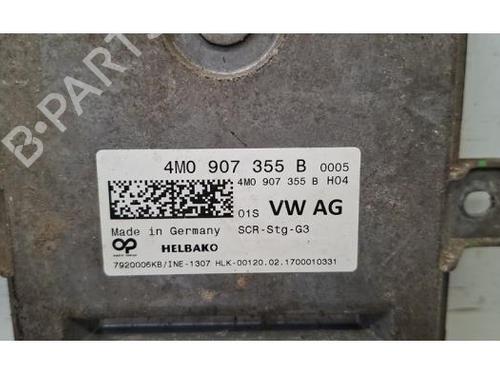 B-PARTS
4M0 907 355 B 0005
4M0 907 355 B H04
01S VW AG
Made in Germany SCR-Stg-G3
HELBAKO
7920006KB/INE-1307 HLK-00120.02.1700010331